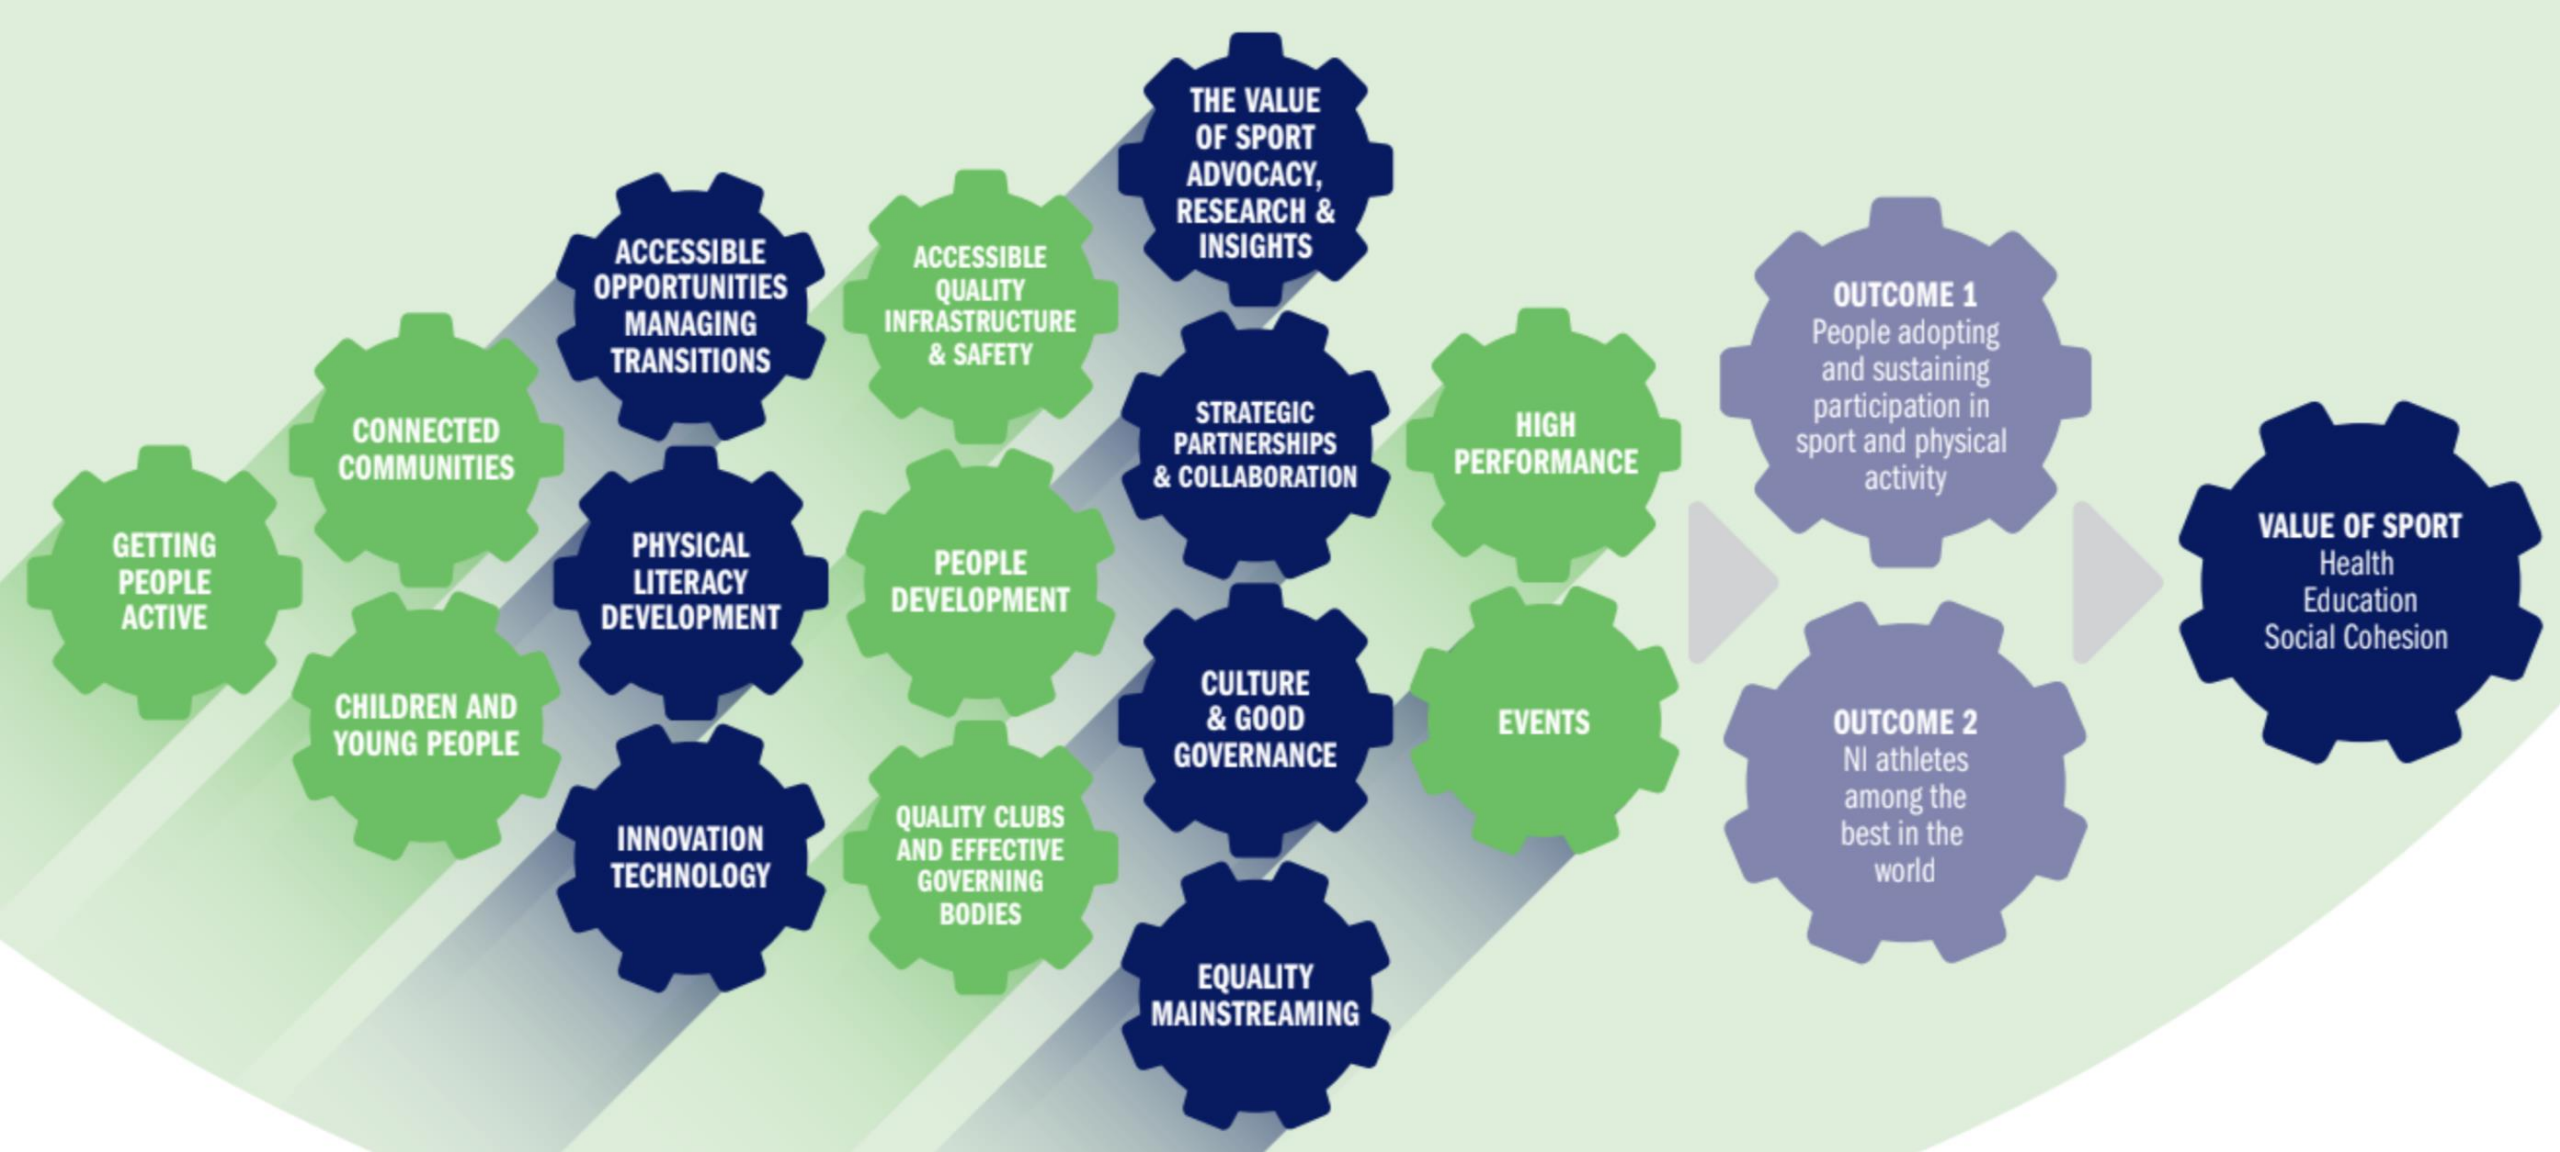 GETTING
PEOPLE
ACTIVE
CONNECTED
COMMUNITIES
CHILDREN AND
YOUNG PEOPLE
ACCESSIBLE
OPPORTUNITIES
MANAGING
TRANSITIONS
PHYSICAL
LITERACY
DEVELOPMENT
INNOVATION
TECHNOLOGY
ACCESSIBLE
QUALITY
INFRASTRUCTURE
& SAFETY
PEOPLE
DEVELOPMENT
QUALITY CLUBS
AND EFFECTIVE
GOVERNING
BODIES
THE VALUE
OF SPORT
ADVOCACY,
RESEARCH &
INSIGHTS
STRATEGIC
PARTNERSHIPS
& COLLABORATION
CULTURE
& GOOD
GOVERNANCE
EQUALITY
MAINSTREAMING
HIGH
PERFORMANCE
EVENTS
OUTCOME 1
People adopting
and sustaining
participation in
sport and physical
activity
OUTCOME 2
NI athletes
among the
best in the
world
VALUE OF SPORT
Health
Education
Social Cohesion